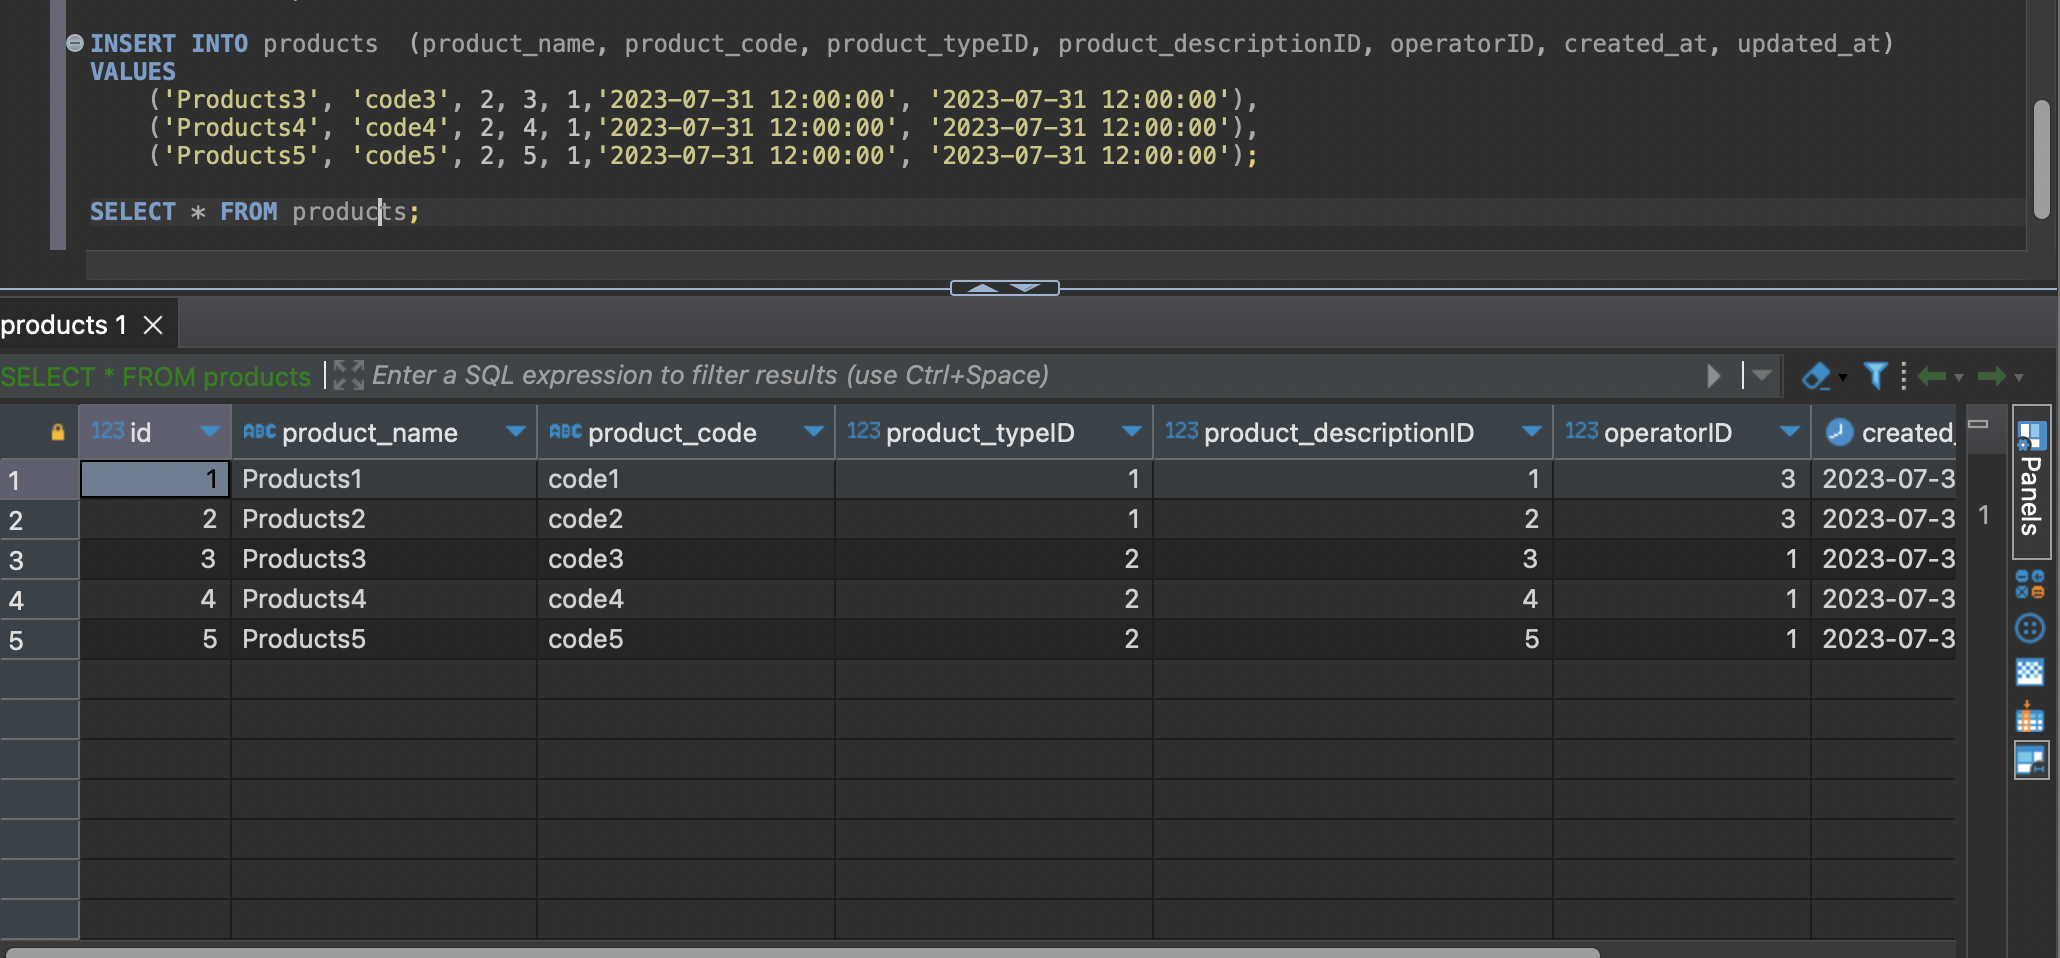 INSERT INTO products (product_name, product_code, product_typeID, product_descriptionID, operatorID, created_at, updated_at)
VALUES
('Products3', 'code3', 2, 3, 1,'2023-07-31 12:00:00', '2023-07-31 12:00:00'),
('Products4', 'code4', 2, 4, 1,'2023-07-31 12:00:00', '2023-07-31 12:00:00'),
('Products5', 'code5', 2, 5, 1,'2023-07-31 12:00:00', '2023-07-31 12:00:00');
SELECT * FROM products;
products 1
SELECT * FROM products Enter a SQL expression to filter results (use Ctrl+Space)
123 id ABC product_name ABC product_code 123 product_typeID 123 product_descriptionID 123 operatorID created_
1 1 Products1 code1 1 1 3 2023-07-3
2 2 Products2 code2 1 2 3 2023-07-3
3 3 Products3 code3 2 3 1 2023-07-3
4 4 Products4 code4 2 4 1 2023-07-3
5 5 Products5 code5 2 5 1 2023-07-3
1
Panels